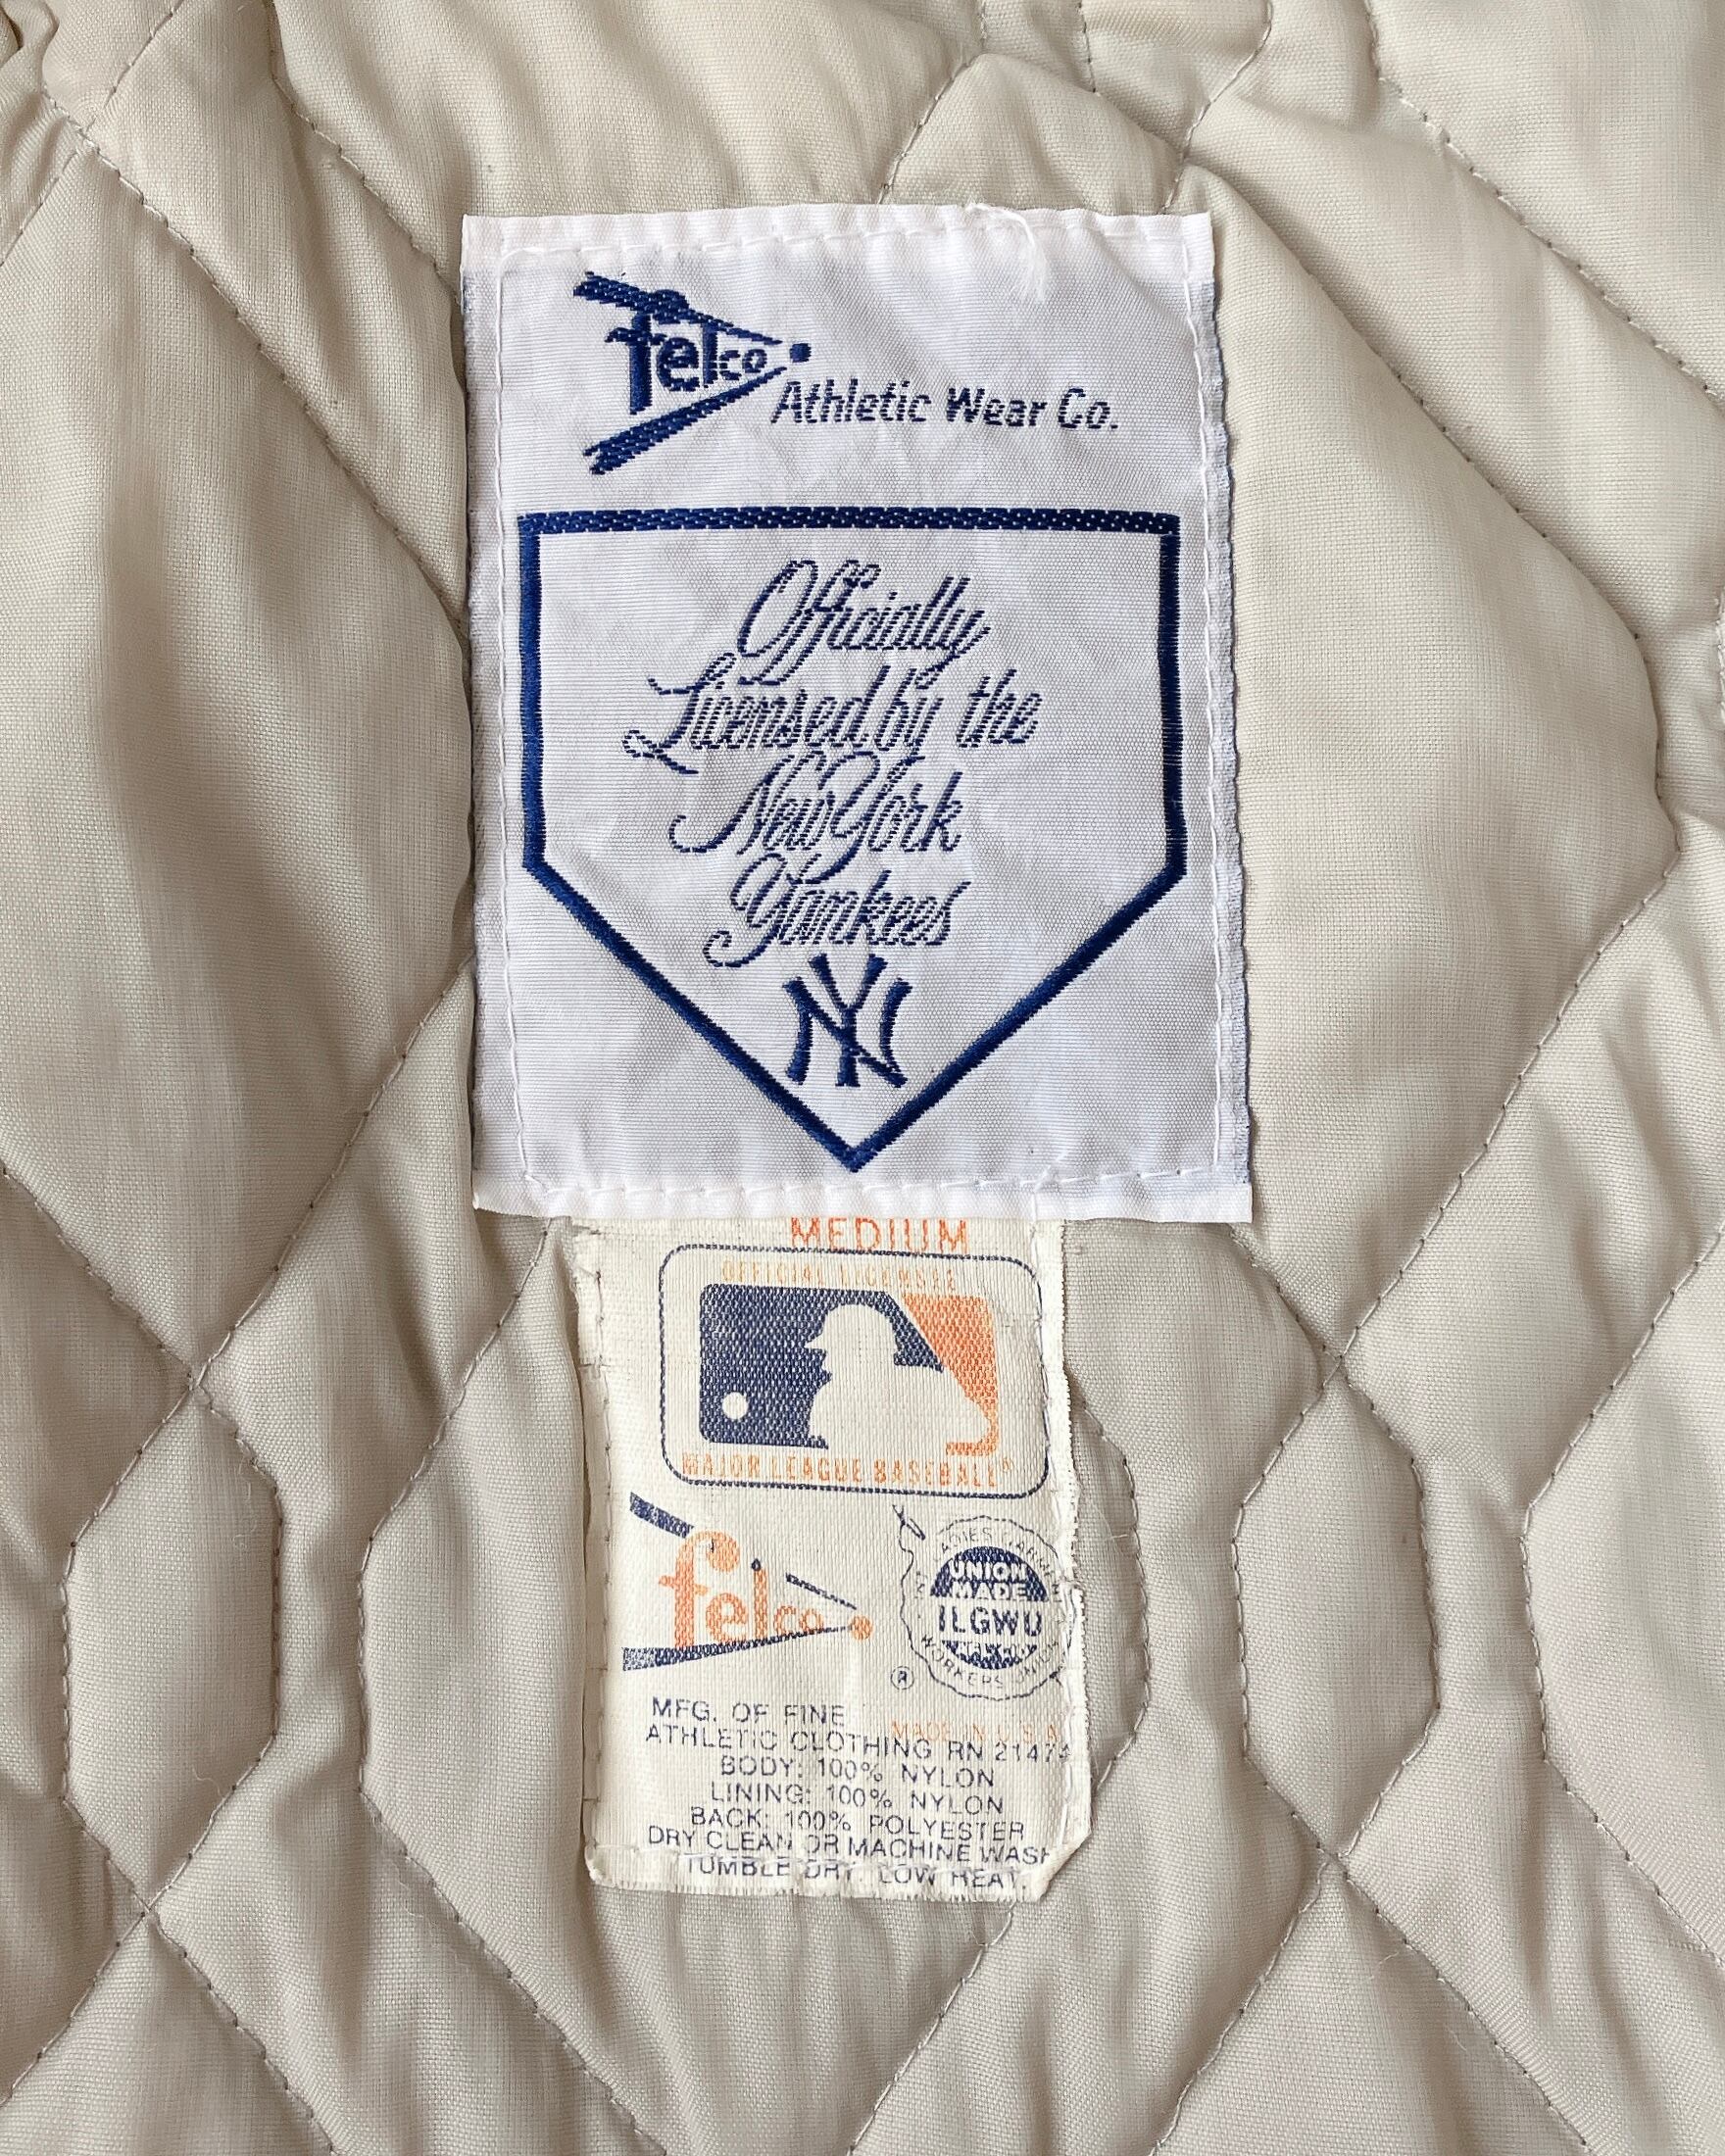 felco
Athletic Wear Co.
Officially
Licensed by the
New York
Yankees
NY
MEDIUM
OFFICIAL LICENSEE
MAJOR LEAGUE BASEBALL®
felco
UNION
MADE
ILGWU
WORKERS UNION
®
MADE IN U.S.A.
MFG. OF FINE
ATHLETIC CLOTHING RN 21474
BODY: 100% NYLON
LINING: 100% NYLON
BACK: 100% POLYESTER
DRY CLEAN OR MACHINE WASH
TUMBLE DRY. LOW HEAT.